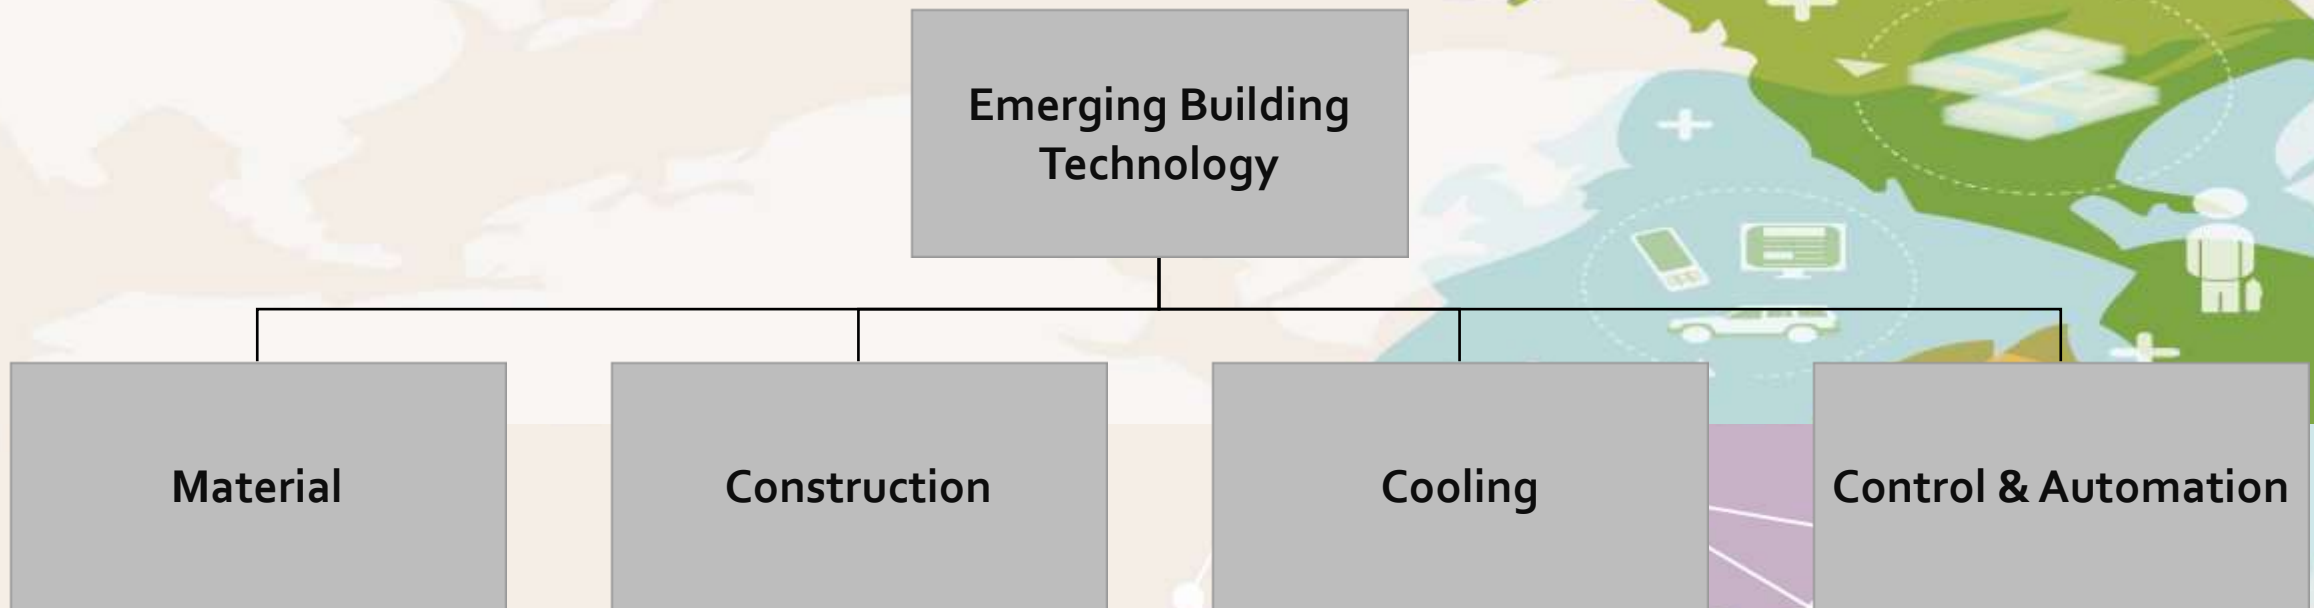 Emerging Building
Technology
Material
Construction
Cooling
Control & Automation